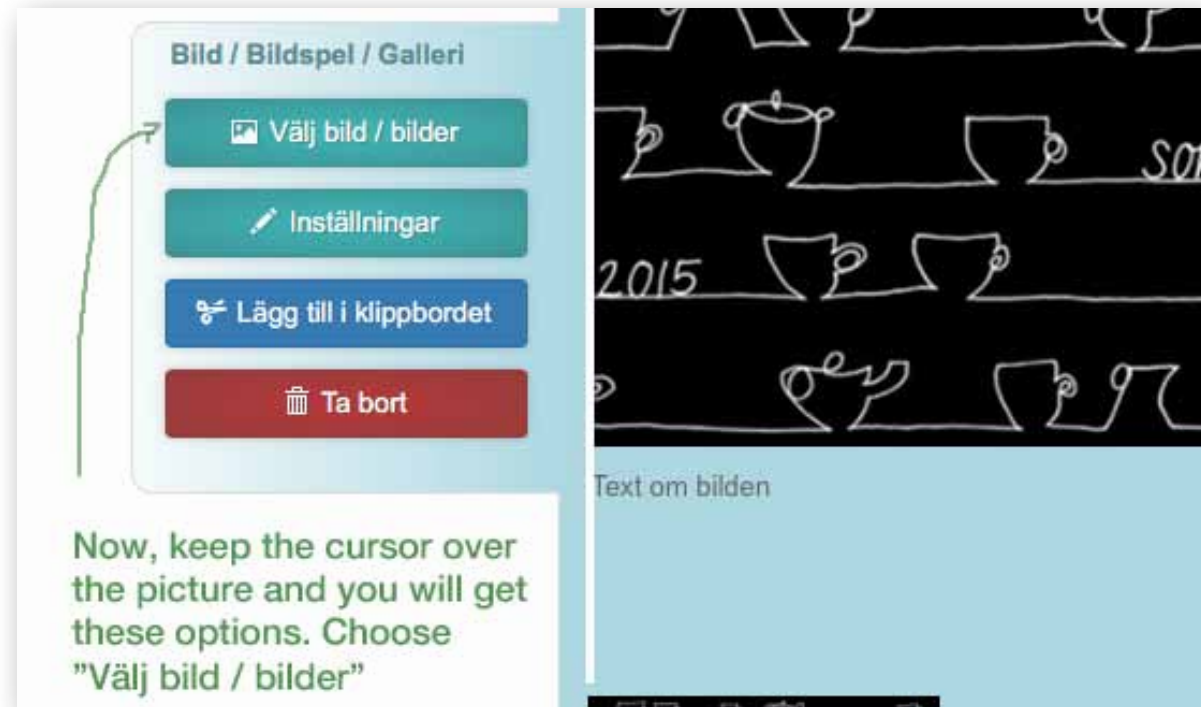 Bild / Bildspel / Galleri
Välj bild / bilder
Inställningar
Lägg till i klippbordet
Ta bort
Now, keep the cursor over
the picture and you will get
these options. Choose
”Välj bild / bilder”
2015
Text om bilden